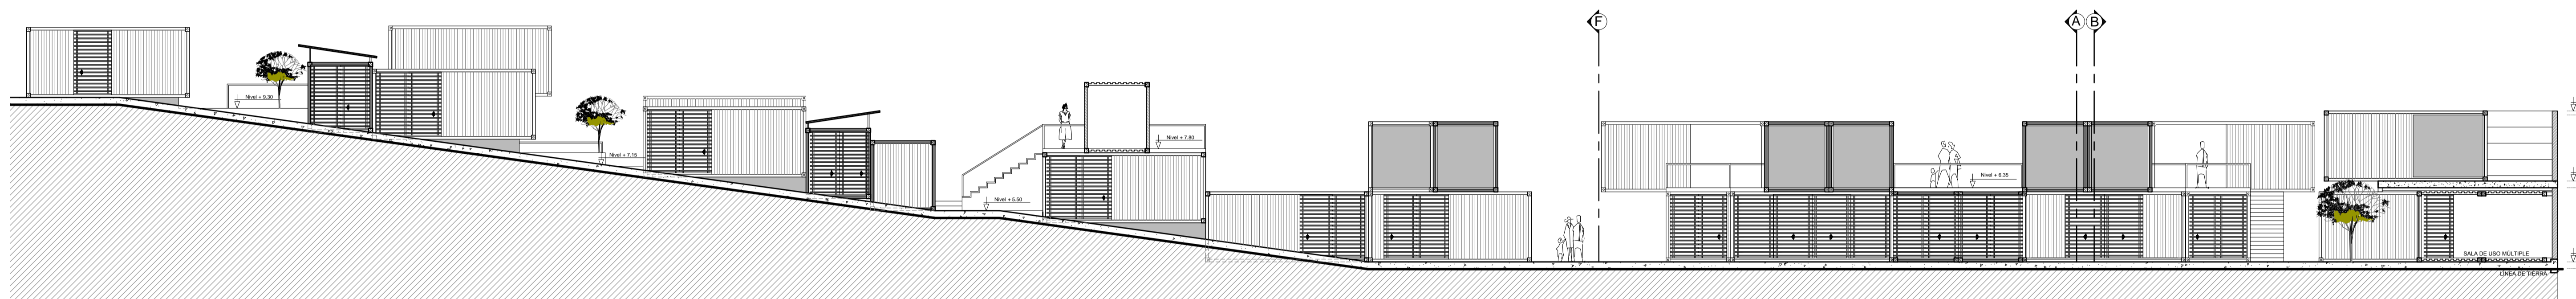 F
A B
Nivel + 9.30
Nivel + 7.15
Nivel + 7.80
Nivel + 5.50
Nivel + 6.35
SALA DE USO MÚLTIPLE
LÍNEA DE TIERRA